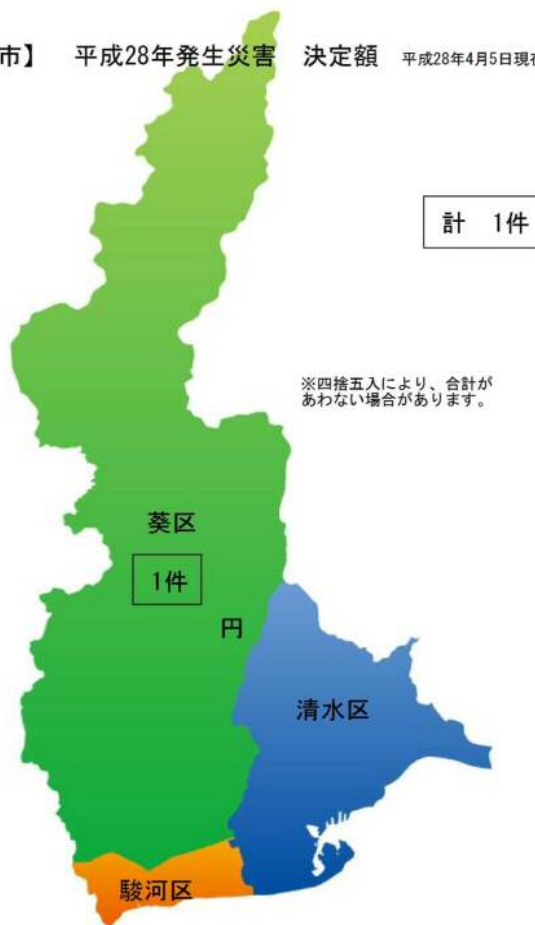 市】 平成28年発生災害 決定額 平成28年4月5日現在
計 1件
※四捨五入により、合計が
あわない場合があります。
葵区
1件
円
清水区
駿河区